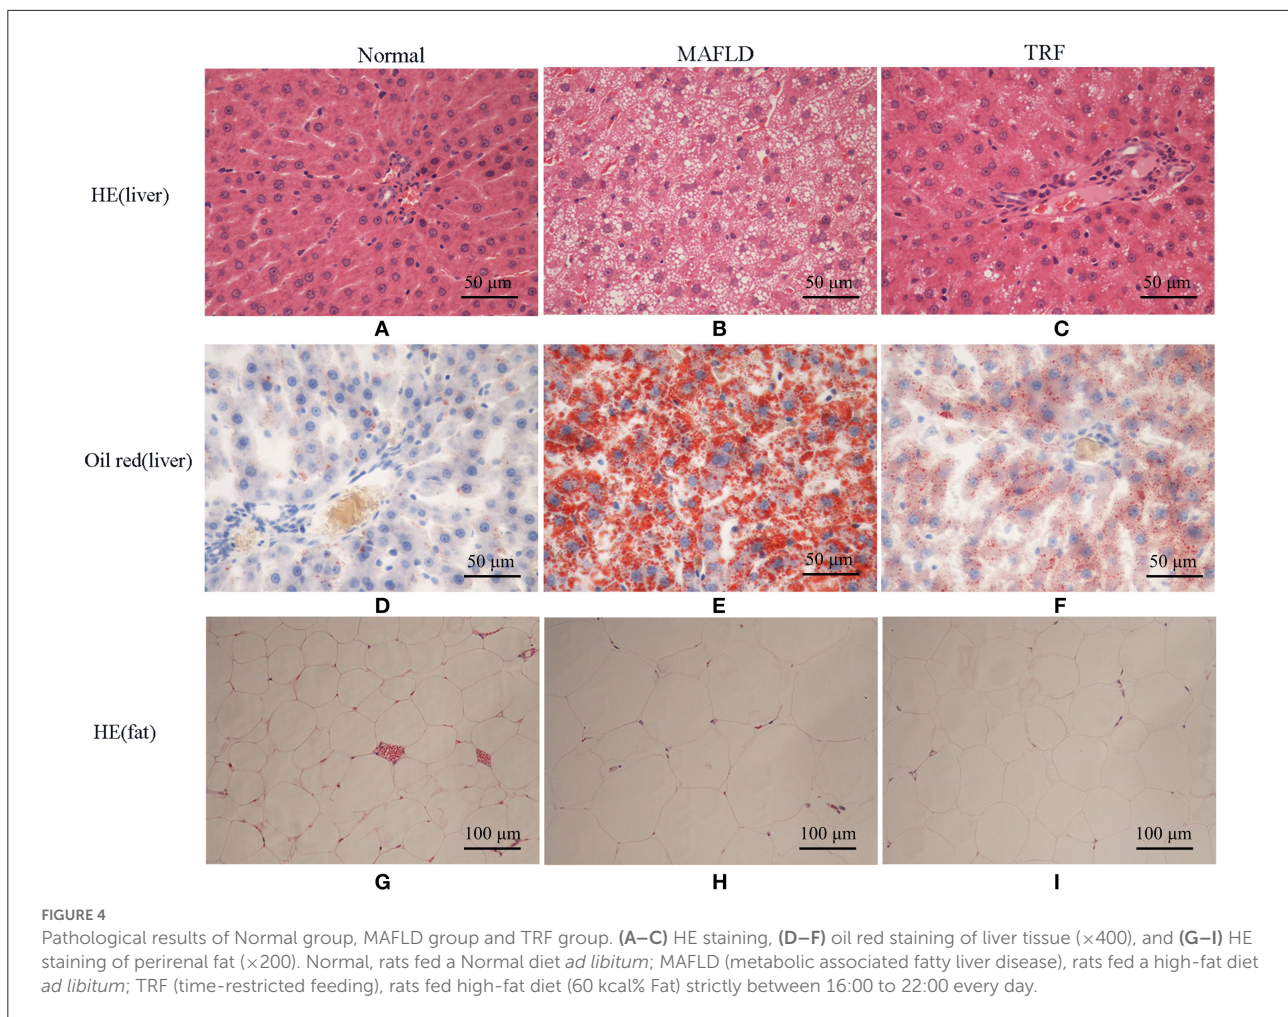 Normal MAFLD TRF
HE(liver)
50 μm 50 μm 50 μm
A B C
Oil red(liver)
50 μm 50 μm 50 μm
D E F
HE(fat)
100 μm 100 μm 100 μm
G H I
FIGURE 4
Pathological results of Normal group, MAFLD group and TRF group. (A–C) HE staining, (D–F) oil red staining of liver tissue (×400), and (G–I) HE
staining of perirenal fat (×200). Normal, rats fed a Normal diet ad libitum; MAFLD (metabolic associated fatty liver disease), rats fed a high-fat diet
ad libitum; TRF (time-restricted feeding), rats fed high-fat diet (60 kcal% Fat) strictly between 16:00 to 22:00 every day.